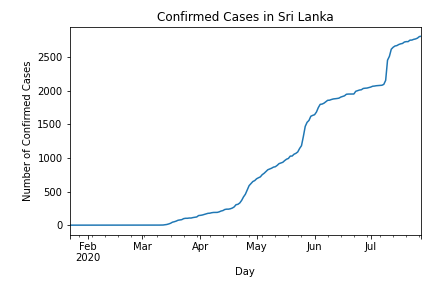 Confirmed Cases in Sri Lanka
Number of Confirmed Cases
2500
2000
1500
1000
500
0
Feb Mar Apr May Jun Jul
2020
Day